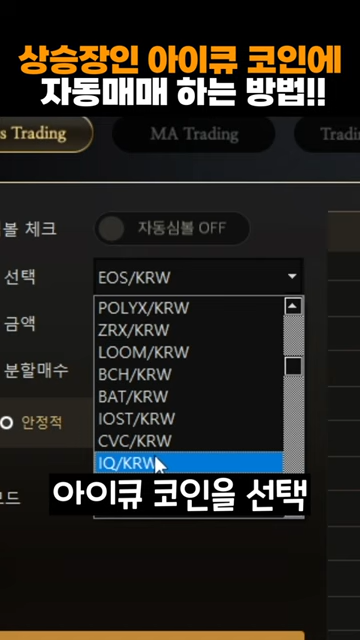 상승장인 아이큐 코인에
자동매매 하는 방법!!
s Trading
MA Trading
Tradin
볼 체크
자동심볼 OFF
선택
EOS/KRW
POLYX/KRW
금액
ZRX/KRW
LOOM/KRW
분할매수
BCH/KRW
BAT/KRW
IOST/KRW
안정적
CVC/KRW
IQ/KRW
모드
아이큐 코인을 선택